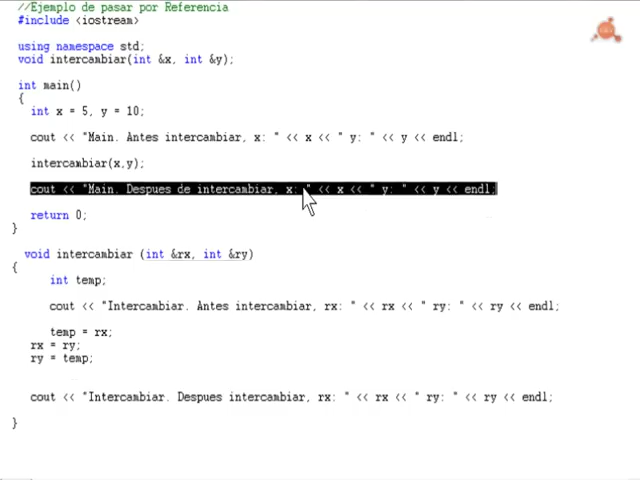 //Ejemplo de pasar por Referencia
#include <iostream>
using namespace std;
void intercambiar(int &x, int &y);
int main()
{
int x = 5, y = 10;
cout << "Main. Antes intercambiar, x: " << x << " y: " << y << endl;
intercambiar(x,y);
cout << "Main. Despues de intercambiar, x: " << x << " y: " << y << endl;
return 0;
}
void intercambiar (int &rx, int &ry)
{
int temp;
cout << "Intercambiar. Antes intercambiar, rx: " << rx << " ry: " << ry << endl;
temp = rx;
rx = ry;
ry = temp;
cout << "Intercambiar. Despues intercambiar, rx: " << rx << " ry: " << ry << endl;
}